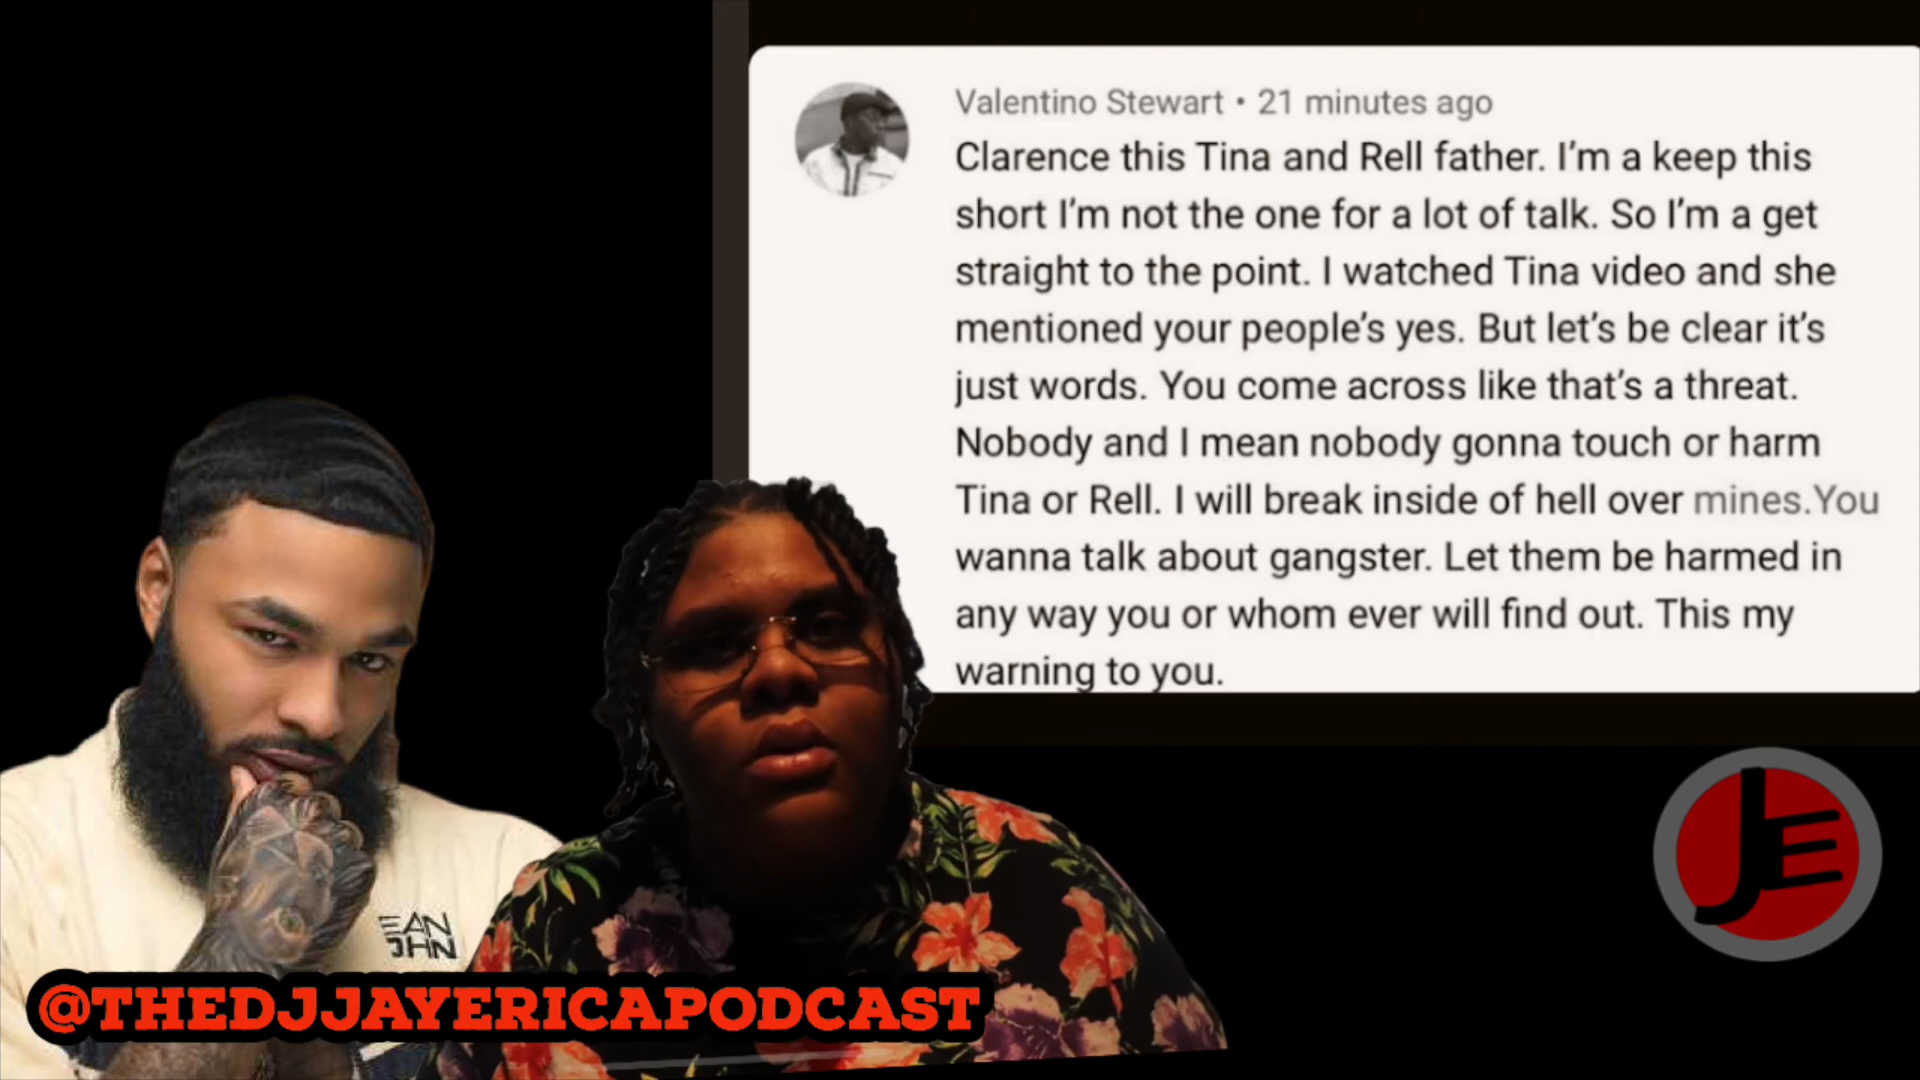 Valentino Stewart • 21 minutes ago
Clarence this Tina and Rell father. I'm a keep this
short I'm not the one for a lot of talk. So I'm a get
straight to the point. I watched Tina video and she
mentioned your people's yes. But let's be clear it's
just words. You come across like that's a threat.
Nobody and I mean nobody gonna touch or harm
Tina or Rell. I will break inside of hell over mines.You
wanna talk about gangster. Let them be harmed in
any way you or whom ever will find out. This my
warning to you.
JE
EAN
JHN
@THEDJJAYERICAPODCAST